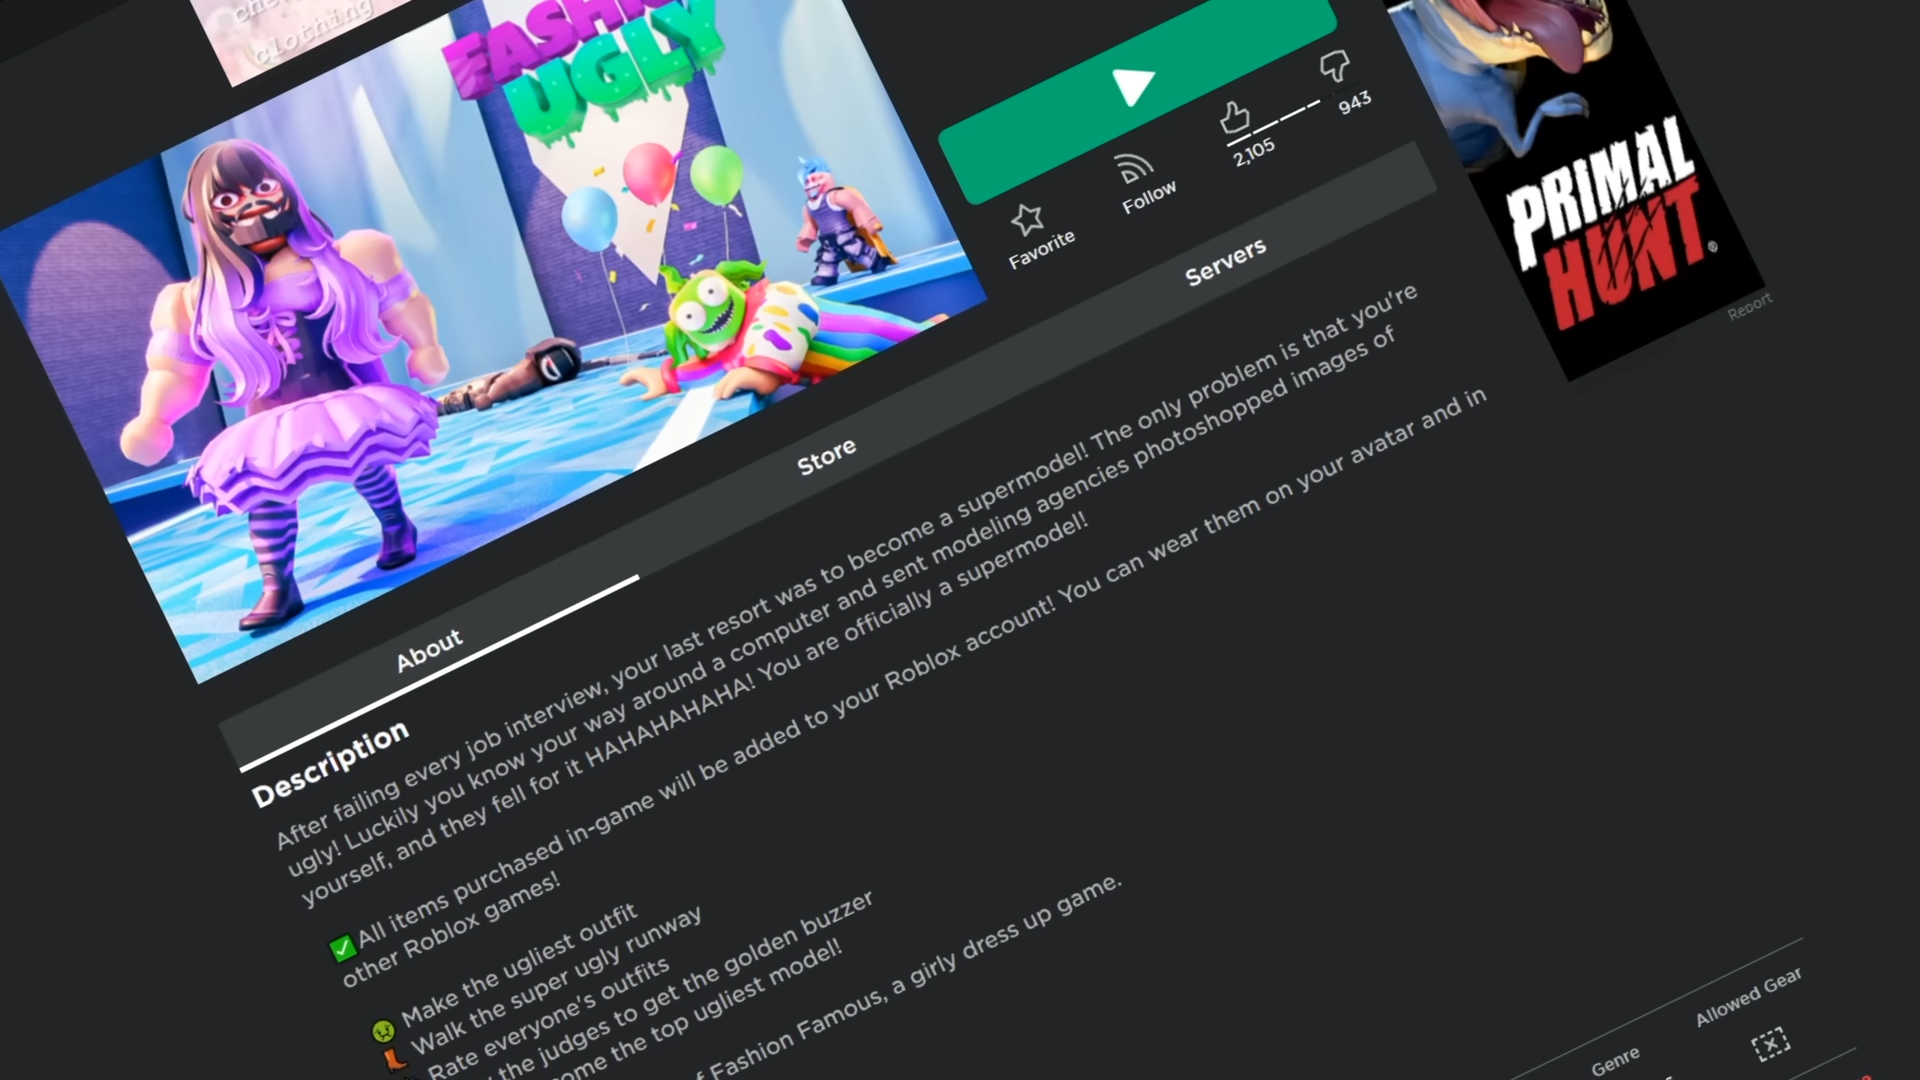 clothing
UGLY
2,105
943
Favorite
Follow
PRIMAL
HUNT
®
Report
About
Store
Servers
Description
After failing every job interview, your last resort was to become a supermodel! The only problem is that you're
ugly! Luckily you know your way around a computer and sent modeling agencies photoshopped images of
yourself, and they fell for it HAHAHAHAHA! You are officially a supermodel!
✅All items purchased in-game will be added to your Roblox account! You can wear them on your avatar and in
other Roblox games!
🤢 Make the ugliest outfit
👢 Walk the super ugly runway
Rate everyone's outfits
the judges to get the golden buzzer
the top ugliest model!
Fashion Famous, a girly dress up game.
Genre
Allowed Gear